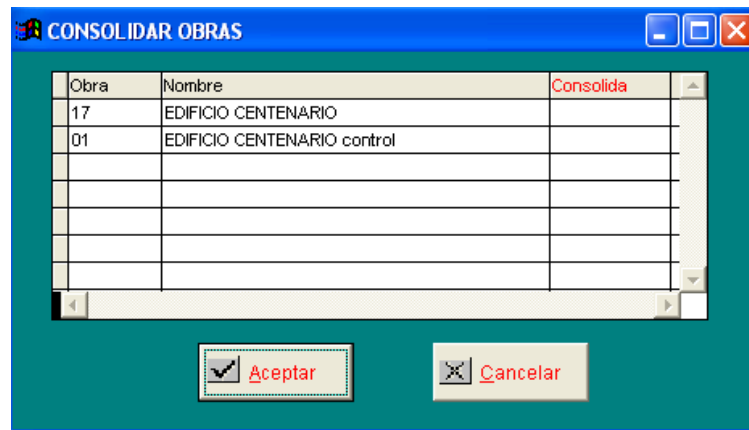 CONSOLIDAR OBRAS
Obra Nombre Consolida
17 EDIFICIO CENTENARIO
01 EDIFICIO CENTENARIO control
Aceptar Cancelar